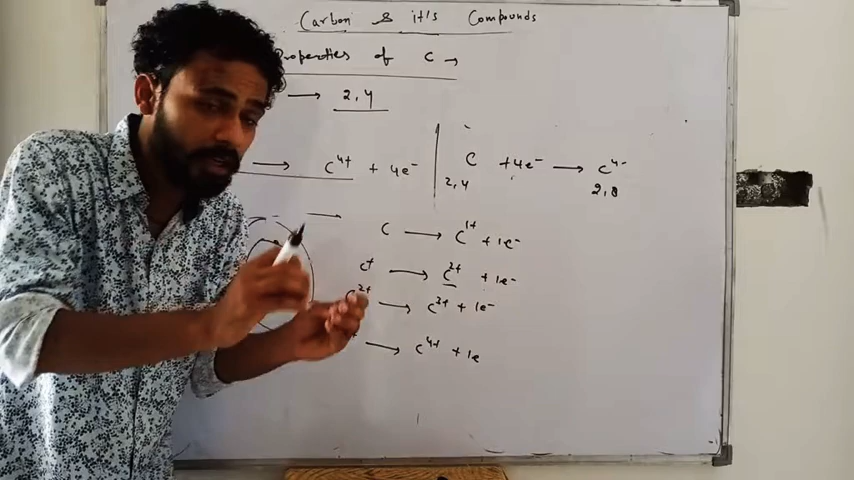 Carbon & it's Compounds
Properties of C →
→ 2,4
→ C⁴⁺ + 4e⁻
C + 4e⁻ → C⁴⁻
2,4 2,8
C → C¹⁺ + 1e⁻
C⁺ → C²⁺ + 1e⁻
C²⁺ → C³⁺ + 1e⁻
→ C⁴⁺ + 1e